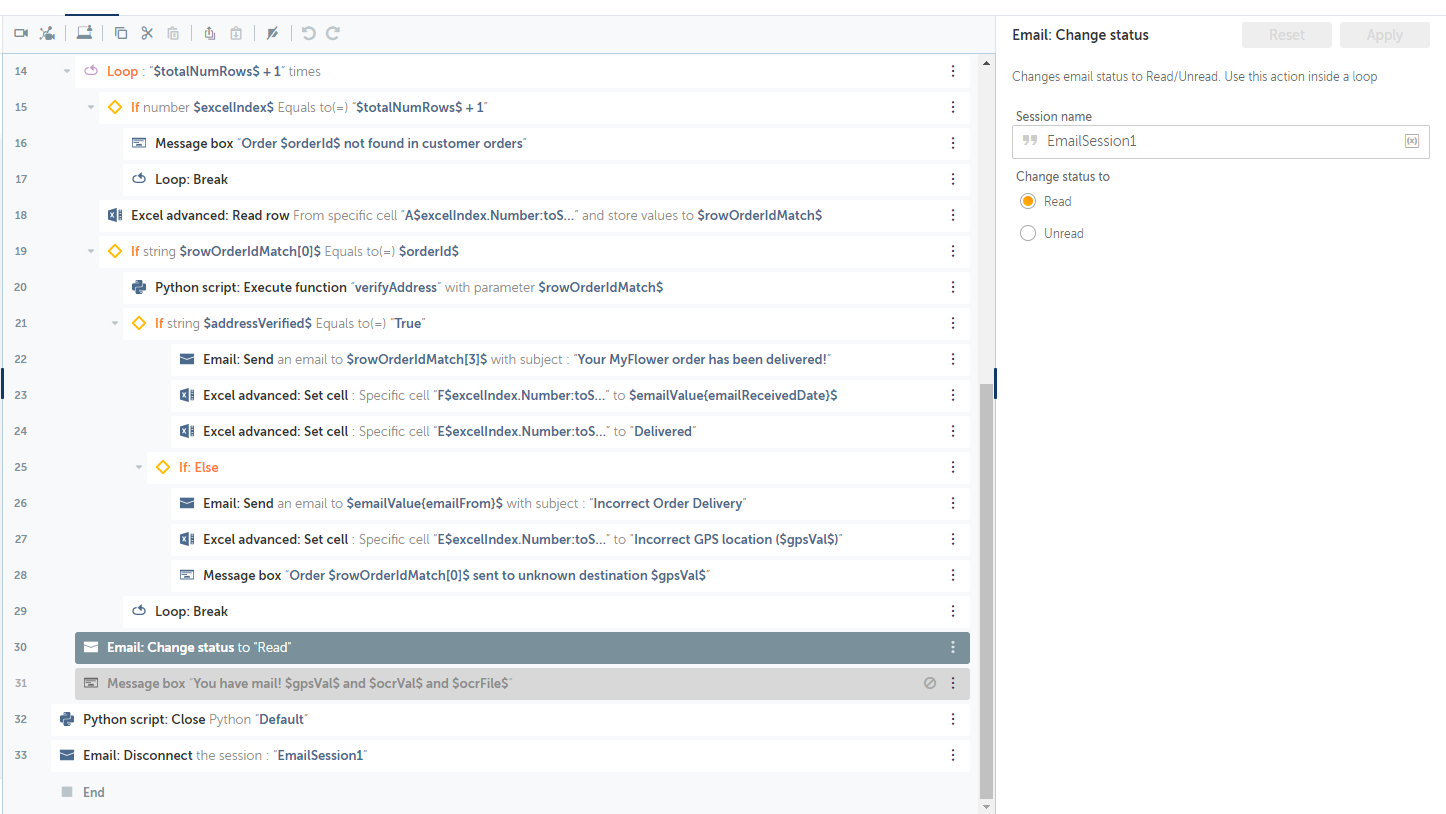 14 Loop : "$totalNumRows$ + 1" times
15 If number $excelIndex$ Equals to(=) "$totalNumRows$ + 1"
16 Message box "Order $orderId$ not found in customer orders"
17 Loop: Break
18 Excel advanced: Read row From specific cell "A$excelIndex.Number:toS..." and store values to $rowOrderIdMatch$
19 If string $rowOrderIdMatch[0]$ Equals to(=) $orderId$
20 Python script: Execute function "verifyAddress" with parameter $rowOrderIdMatch$
21 If string $addressVerified$ Equals to(=) "True"
22 Email: Send an email to $rowOrderIdMatch[3]$ with subject : "Your MyFlower order has been delivered!"
23 Excel advanced: Set cell : Specific cell "F$excelIndex.Number:toS..." to $emailValue{emailReceivedDate}$
24 Excel advanced: Set cell : Specific cell "E$excelIndex.Number:toS..." to "Delivered"
25 If: Else
26 Email: Send an email to $emailValue{emailFrom}$ with subject : "Incorrect Order Delivery"
27 Excel advanced: Set cell : Specific cell "E$excelIndex.Number:toS..." to "Incorrect GPS location ($gpsVal$)"
28 Message box "Order $rowOrderIdMatch[0]$ sent to unknown destination $gpsVal$"
29 Loop: Break
30 Email: Change status to "Read"
31 Message box "You have mail! $gpsVal$ and $ocrVal$ and $ocrFile$"
32 Python script: Close Python "Default"
33 Email: Disconnect the session : "EmailSession1"
End
Email: Change status
Reset
Apply
Changes email status to Read/Unread. Use this action inside a loop
Session name
EmailSession1
(x)
Change status to
Read
Unread